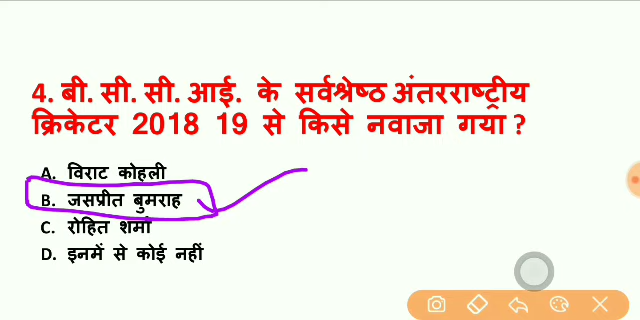 4. बी. सी. सी. आई. के सर्वश्रेष्ठ अंतरराष्ट्रीय
क्रिकेटर 2018 19 से किसे नवाजा गया ?
A. विराट कोहली
B. जसप्रीत बुमराह
C. रोहित शर्मा
D. इनमें से कोई नहीं